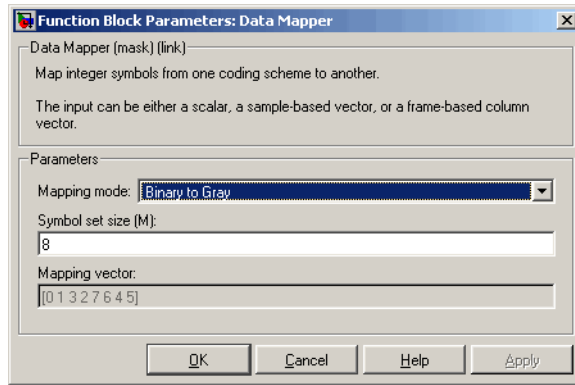 Function Block Parameters: Data Mapper
Data Mapper (mask) (link)
Map integer symbols from one coding scheme to another.
The input can be either a scalar, a sample-based vector, or a frame-based column
vector.
Parameters
Mapping mode: Binary to Gray
Symbol set size (M):
8
Mapping vector:
[0 1 3 2 7 6 4 5]
OK Cancel Help Apply